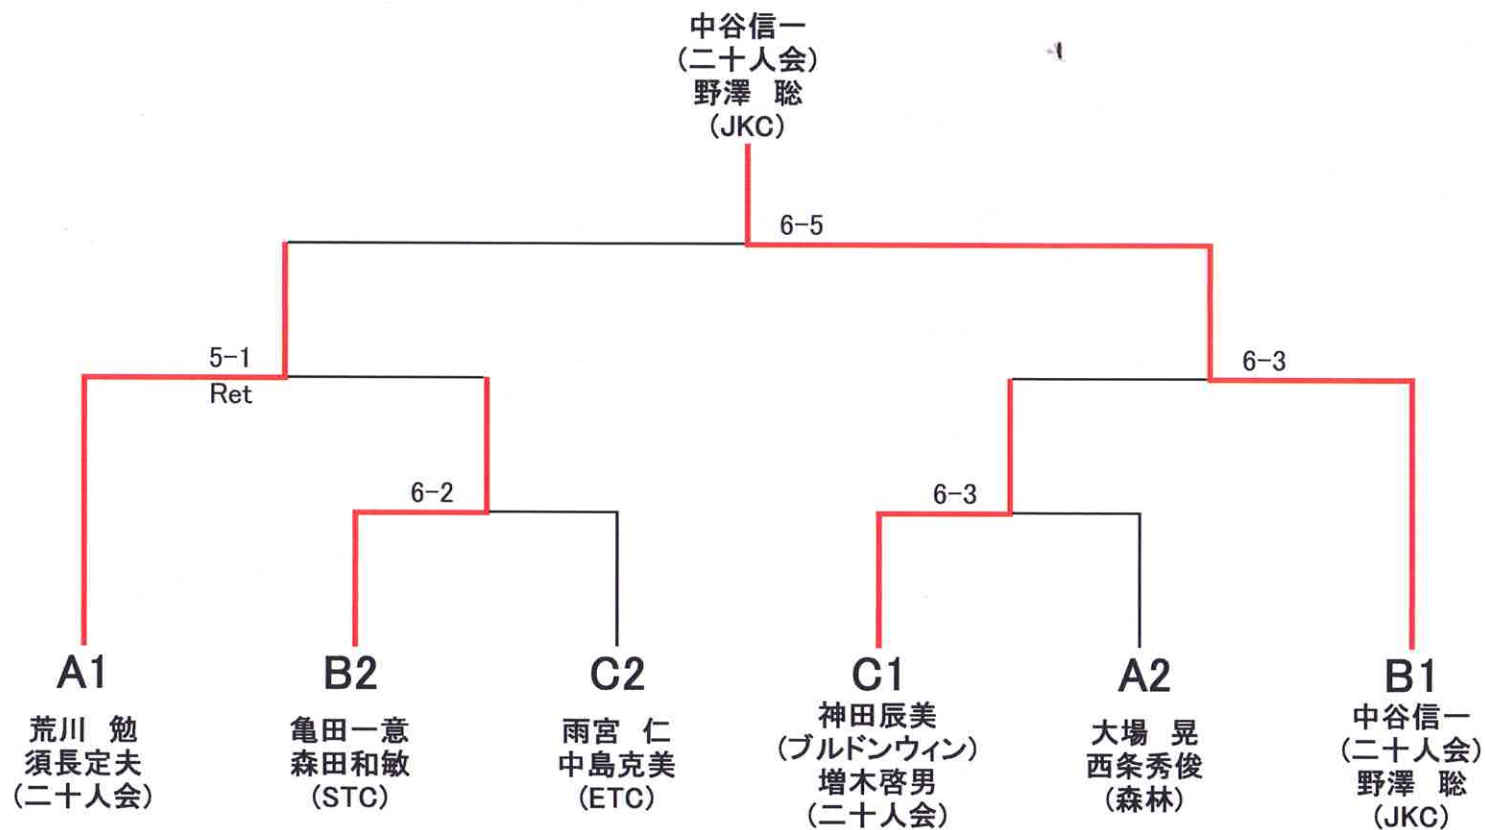 中谷信一
(二十人会)
野澤 聡
(JKC)
6-5
5-1
Ret
6-3
6-2
6-3
A1
荒川 勉
須長定夫
(二十人会)
B2
亀田一意
森田和敏
(STC)
C2
雨宮 仁
中島克美
(ETC)
C1
神田辰美
(ブルドンウィン)
増木啓男
(二十人会)
A2
大場 晃
西条秀俊
(森林)
B1
中谷信一
(二十人会)
野澤 聡
(JKC)